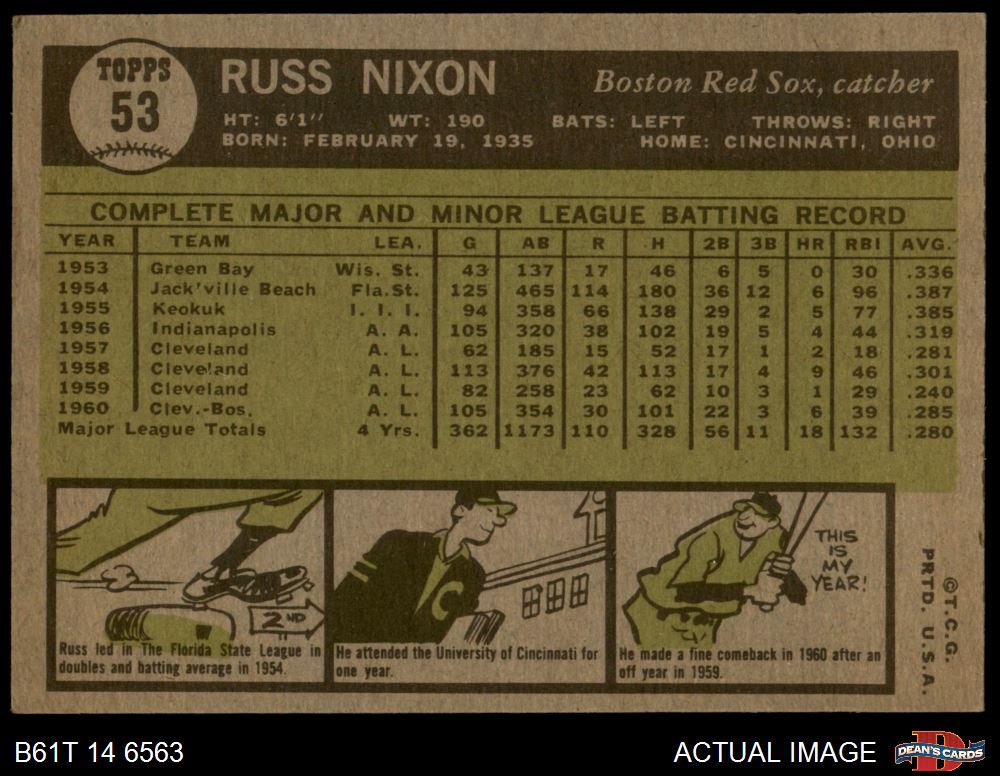 TOPPS
53
RUSS NIXON
Boston Red Sox, catcher
HT: 6'1" WT: 190 BATS: LEFT THROWS: RIGHT
BORN: FEBRUARY 19, 1935 HOME: CINCINNATI, OHIO
COMPLETE MAJOR AND MINOR LEAGUE BATTING RECORD
YEAR TEAM LEA. G AB R H 2B 3B HR RBI AVG.
1953 Green Bay Wis. St. 43 137 17 46 6 5 0 30 .336
1954 Jack'ville Beach Fla.St. 125 465 114 180 36 12 6 96 .387
1955 Keokuk I. I. I. 94 358 66 138 29 2 5 77 .385
1956 Indianapolis A. A. 105 320 38 102 19 5 4 44 .319
1957 Cleveland A. L. 62 185 15 52 17 1 2 18 .281
1958 Cleveland A. L. 113 376 42 113 17 4 9 46 .301
1959 Cleveland A. L. 82 258 23 62 10 3 1 29 .240
1960 Clev.-Bos. A. L. 105 354 30 101 22 3 6 39 .285
Major League Totals 4 Yrs. 362 1173 110 328 56 11 18 132 .280
2ND
Russ led in The Florida State League in
doubles and batting average in 1954.
C
He attended the University of Cincinnati for
one year.
THIS
IS
MY
YEAR!
He made a fine comeback in 1960 after an
off year in 1959.
©T.C.G.
PRTD. U.S.A.
B61T 14 6563
ACTUAL IMAGE
D
DEAN'S CARDS